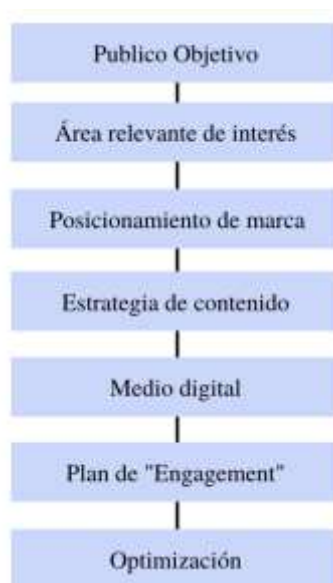 Publico Objetivo
Área relevante de interés
Posicionamiento de marca
Estrategia de contenido
Medio digital
Plan de "Engagement"
Optimización